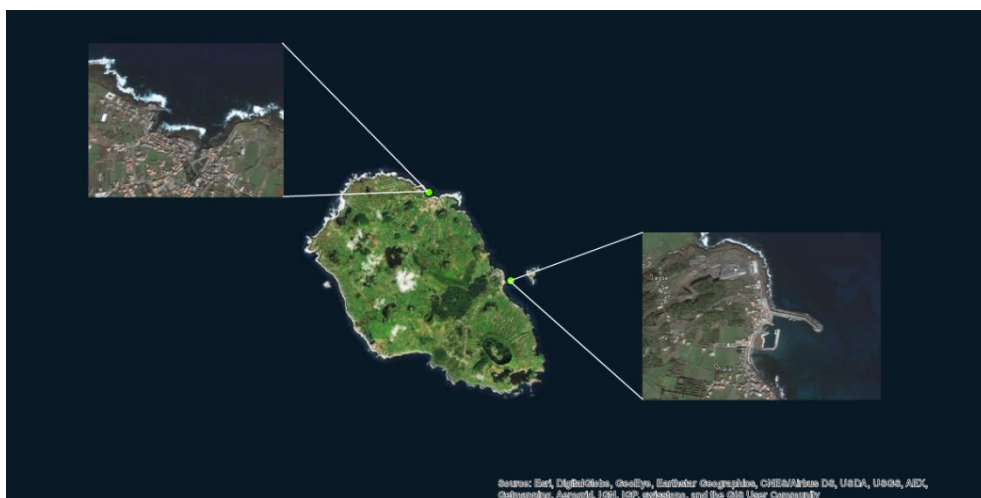 Praia
Source: Esri, DigitalGlobe, GeoEye, Earthstar Geographics, CNES/Airbus DS, USDA, USGS, AEX,
Getmapping, Aerogrid, IGN, IGP, swisstopo, and the GIS User Community